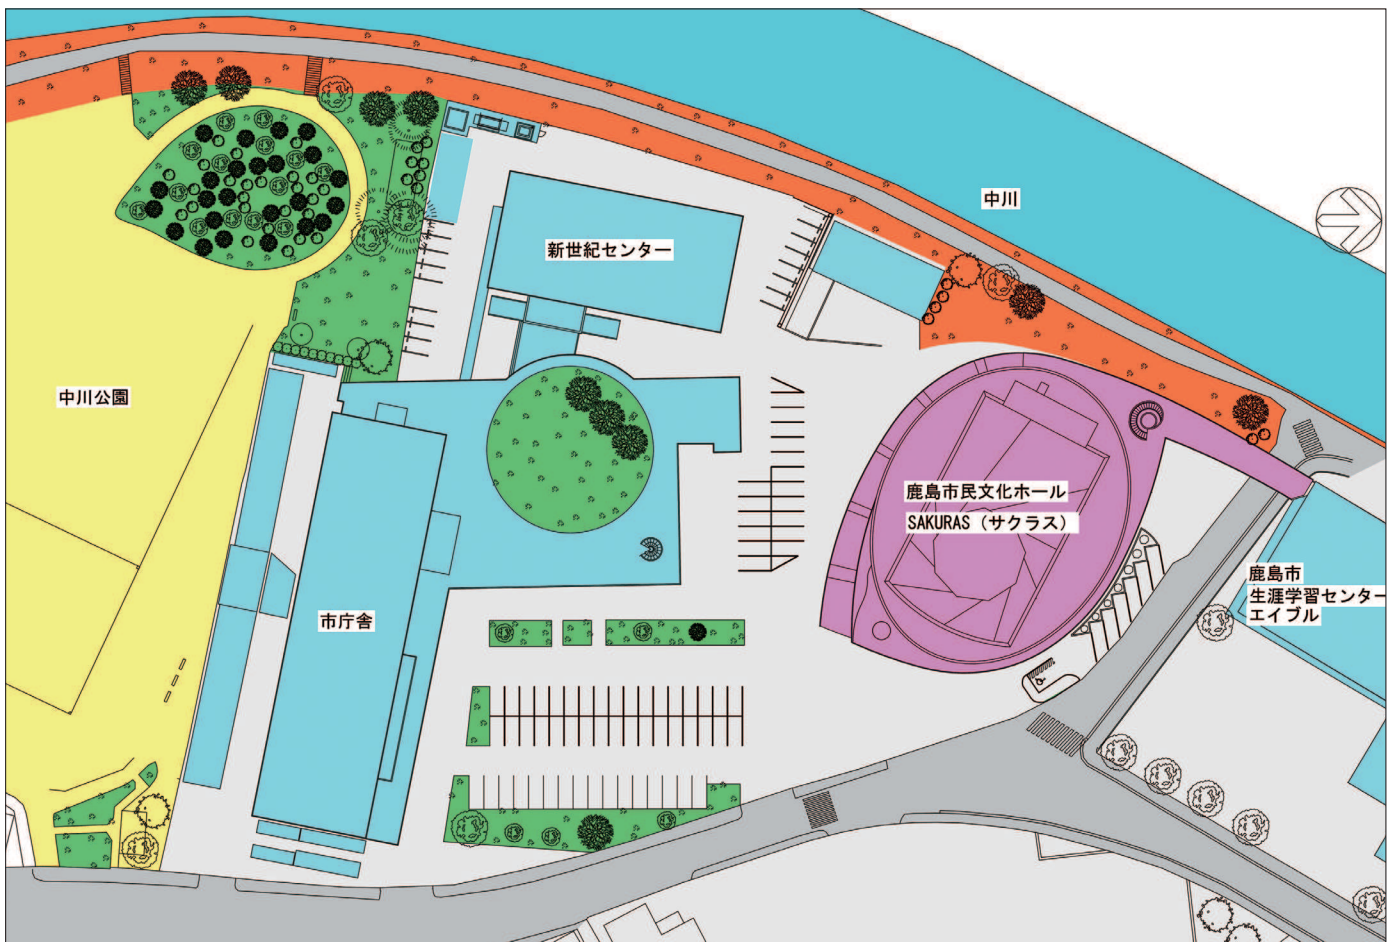 中川
新世紀センター
中川公園
鹿島市民文化ホール
SAKURAS（サクラス）
鹿島市
生涯学習センター
エイブル
市庁舎